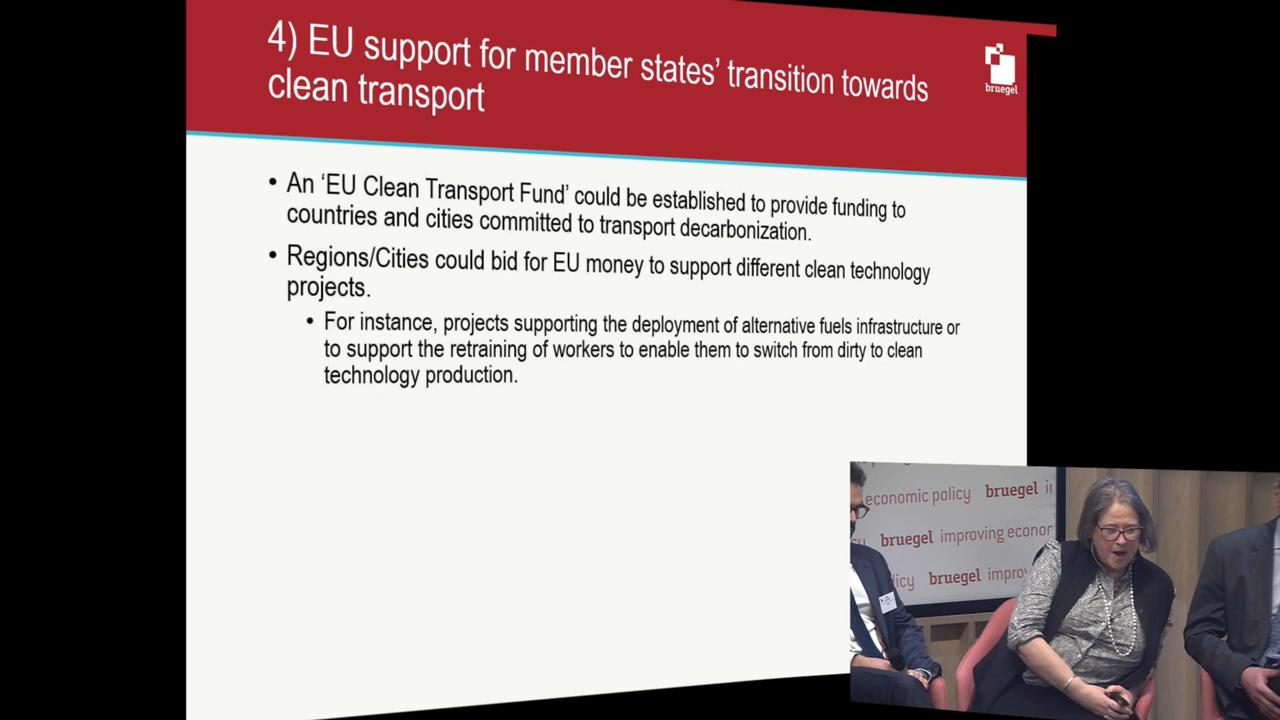 4) EU support for member states’ transition towards
clean transport
bruegel
• An ‘EU Clean Transport Fund’ could be established to provide funding to
countries and cities committed to transport decarbonization.
• Regions/Cities could bid for EU money to support different clean technology
projects.
• For instance, projects supporting the deployment of alternative fuels infrastructure or
to support the retraining of workers to enable them to switch from dirty to clean
technology production.
economic policy bruegel
bruegel improving econom
bruegel